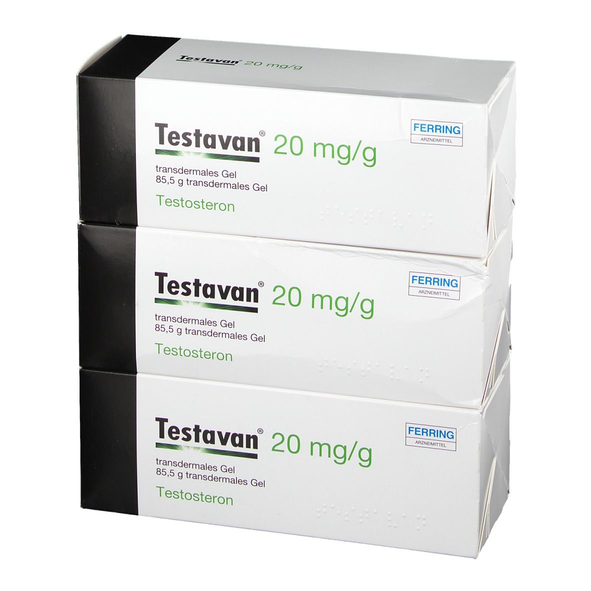 Testavan® 20 mg/g
Testavan® 20 mg/g
FERRING
ARZNEIMITTEL
transdermales Gel
85,5 g transdermales Gel
Testosteron
Testavan® 20 mg/g
FERRING
ARZNEIMITTEL
transdermales Gel
85,5 g transdermales Gel
Testosteron
Testavan® 20 mg/g
FERRING
ARZNEIMITTEL
transdermales Gel
85,5 g transdermales Gel
Testosteron